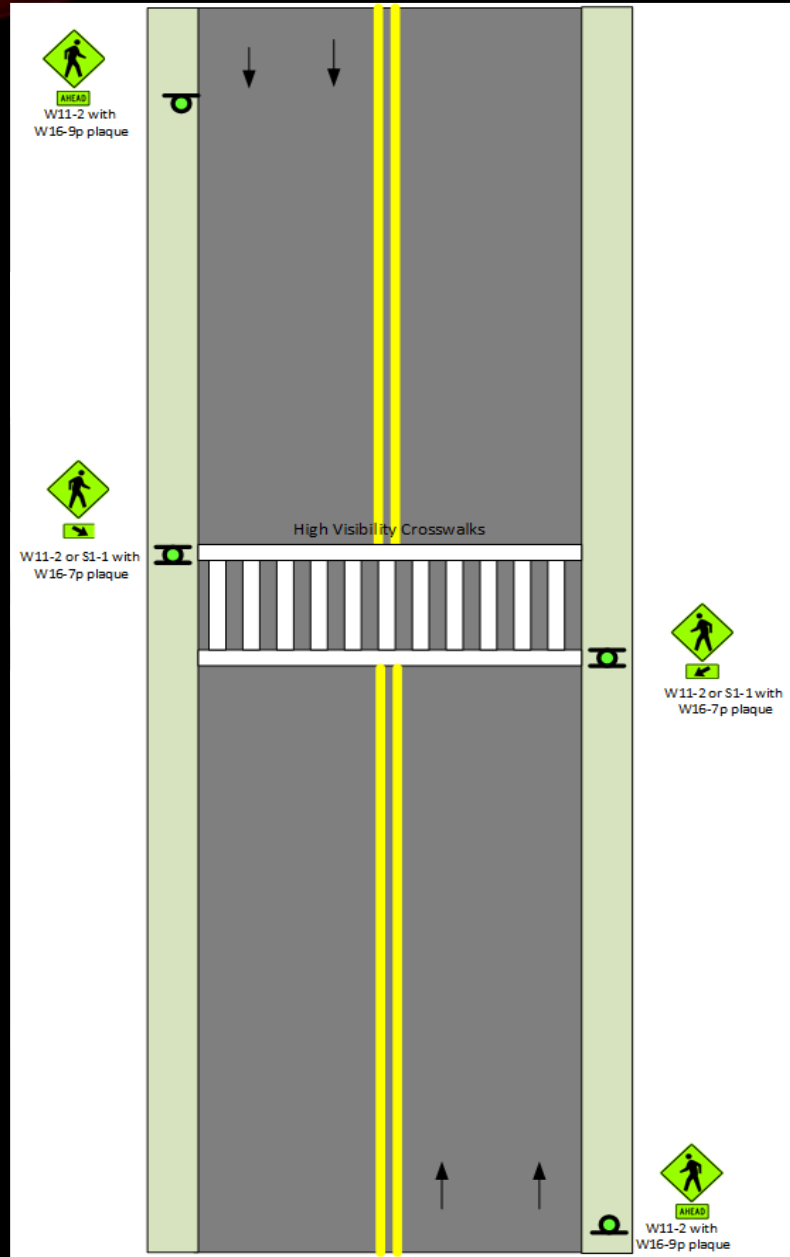 AHEAD
W11-2 with
W16-9p plaque
High Visibility Crosswalks
W11-2 or S1-1 with
W16-7p plaque
W11-2 or S1-1 with
W16-7p plaque
AHEAD
W11-2 with
W16-9p plaque